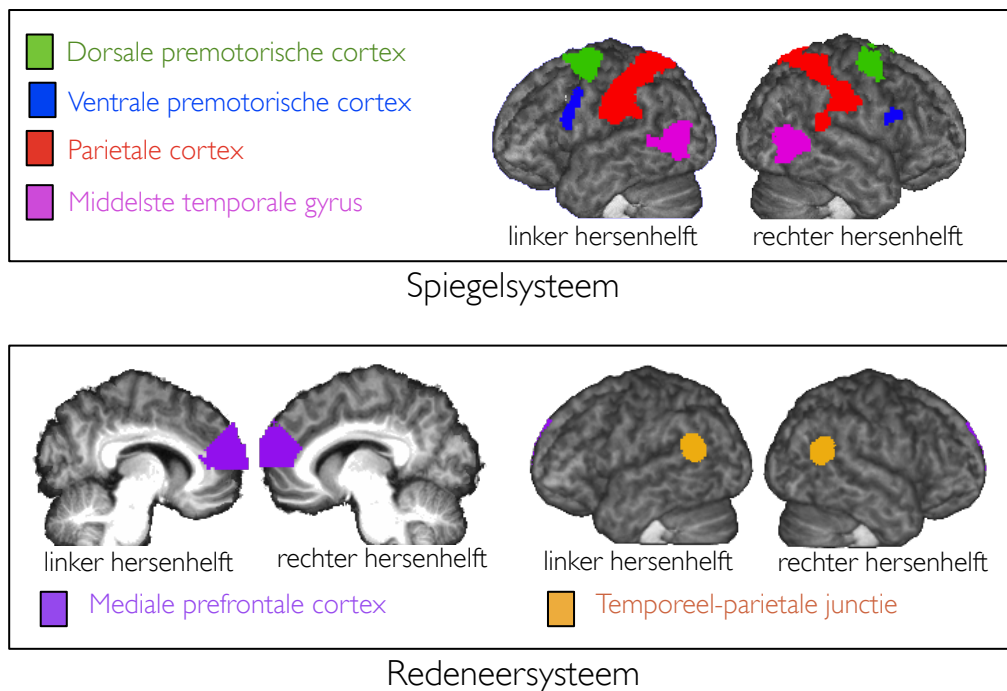 Dorsale premotorische cortex
Ventrale premotorische cortex
Parietale cortex
Middelste temporale gyrus
linker hersenhelft
rechter hersenhelft
Spiegelsysteem
linker hersenhelft
rechter hersenhelft
linker hersenhelft
rechter hersenhelft
Mediale prefrontale cortex
Temporeel-parietale junctie
Redeneersysteem